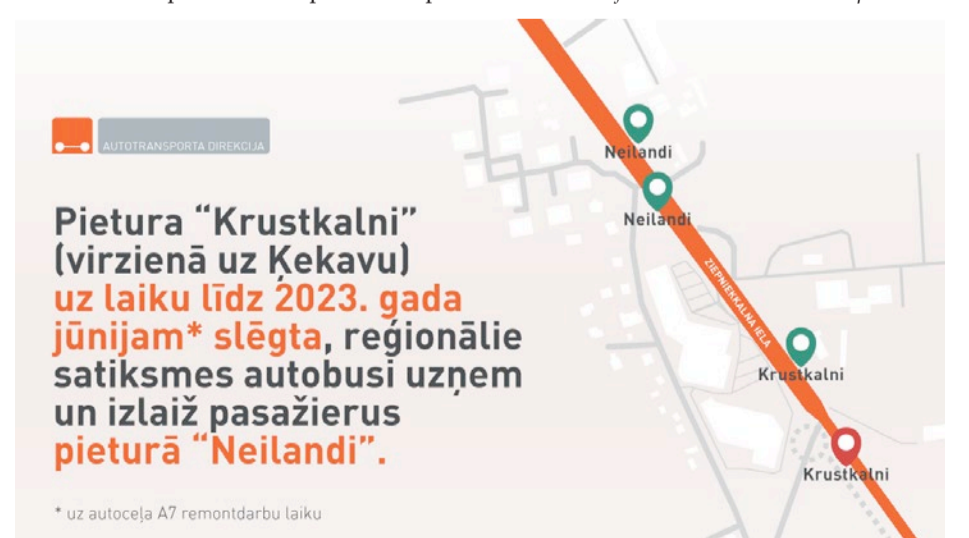 AUTOTRANSPORTA DIREKCIJA
Pietura “Krustkalni”
(virzienā uz Ķekavu)
uz laiku līdz 2023. gada
jūnijam* slēgta, reģionālie
satiksmes autobusi uzņem
un izlaiž pasažierus
pieturā “Neilandi”.
* uz autoceļa A7 remontdarbu laiku
Neilandi
Neilandi
ZIEPNIEKKALNA IELA
Krustkalni
Krustkalni